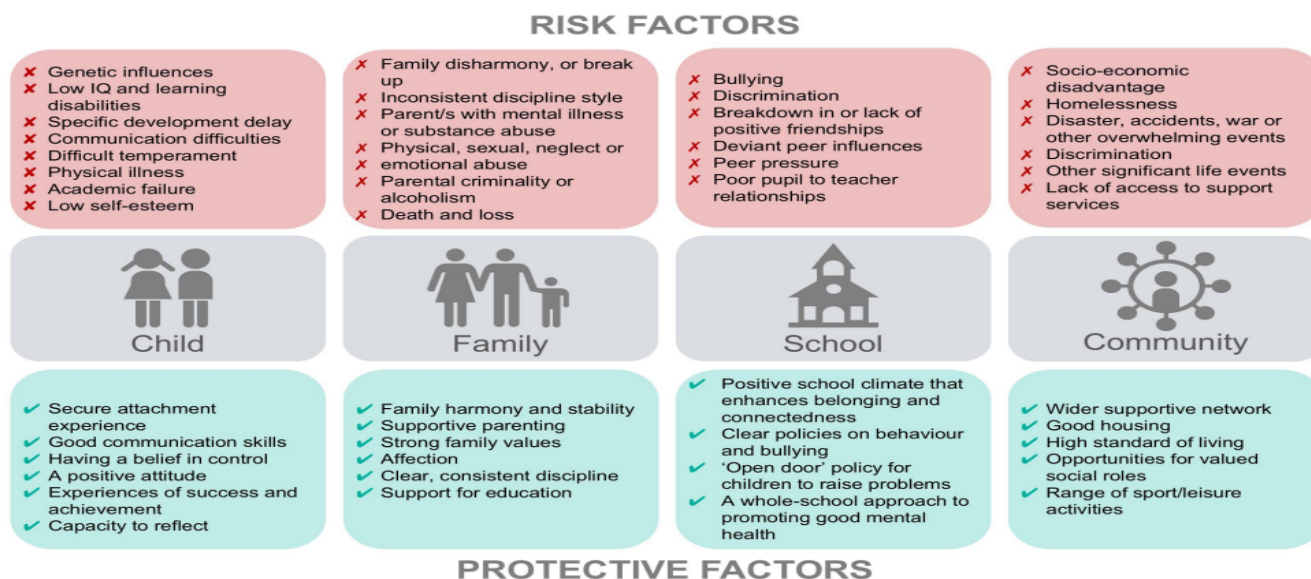 RISK FACTORS
✘ Genetic influences
✘ Low IQ and learning
disabilities
✘ Specific development delay
✘ Communication difficulties
✘ Difficult temperament
✘ Physical illness
✘ Academic failure
✘ Low self-esteem
✗ Family disharmony, or break
up
✗ Inconsistent discipline style
✗ Parent/s with mental illness
or substance abuse
✗ Physical, sexual, neglect or
✗ emotional abuse
✗ Parental criminality or
alcoholism
✗ Death and loss
✗ Bullying
✗ Discrimination
✗ Breakdown in or lack of
positive friendships
✗ Deviant peer influences
✗ Peer pressure
✗ Poor pupil to teacher
relationships
✗ Socio-economic
disadvantage
✗ Homelessness
✗ Disaster, accidents, war or
other overwhelming events
✗ Discrimination
✗ Other significant life events
✗ Lack of access to support
services
Child
Family
School
Community
✔ Secure attachment
experience
✔ Good communication skills
✔ Having a belief in control
✔ A positive attitude
✔ Experiences of success and
achievement
✔ Capacity to reflect
✔ Family harmony and stability
✔ Supportive parenting
✔ Strong family values
✔ Affection
✔ Clear, consistent discipline
✔ Support for education
✔ Positive school climate that
enhances belonging and
connectedness
✔ Clear policies on behaviour
and bullying
✔ ‘Open door’ policy for
children to raise problems
✔ A whole-school approach to
promoting good mental
health
✔ Wider supportive network
✔ Good housing
✔ High standard of living
✔ Opportunities for valued
social roles
✔ Range of sport/leisure
activities
PROTECTIVE FACTORS